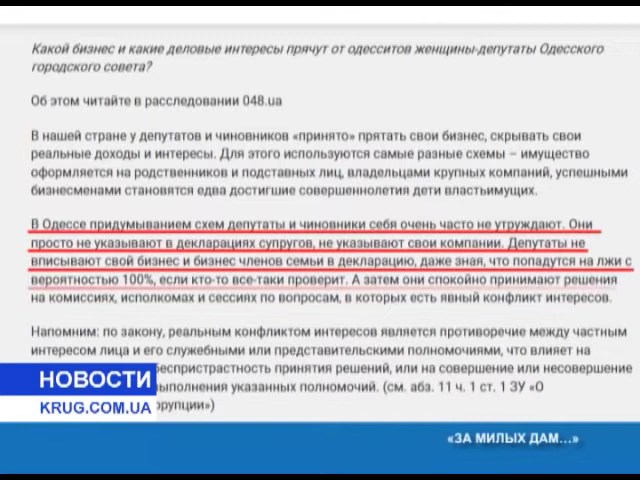 Какой бизнес и какие деловые интересы прячут от одесситов женщины-депутаты Одесского
городского совета?
Об этом читайте в расследовании 048.ua
В нашей стране у депутатов и чиновников «принято» прятать свои бизнес, скрывать свои
реальные доходы и интересы. Для этого используются самые разные схемы – имущество
оформляется на родственников и подставных лиц, владельцами крупных компаний, успешными
бизнесменами становятся едва достигшие совершеннолетия дети властьимущих.
В Одессе придумыванием схем депутаты и чиновники себя очень часто не утруждают. Они
просто не указывают в декларациях супругов, не указывают свои компании. Депутаты не
вписывают свой бизнес и бизнес членов семьи в декларацию, даже зная, что попадутся на лжи с
вероятностью 100%, если кто-то все-таки проверит. А затем они спокойно принимают решения
на комиссиях, исполкомах и сессиях по вопросам, в которых есть явный конфликт интересов.
Напомним: по закону, реальным конфликтом интересов является противоречие между частным
интересом лица и его служебными или представительскими полномочиями, что влияет на
беспристрастность принятия решений, или на совершение или несовершение
ыполнения указанных полномочий. (см. абз. 11 ч. 1 ст. 1 ЗУ «О
оррупции»)
НОВОСТИ
KRUG.COM.UA
«ЗА МИЛЫХ ДАМ...»